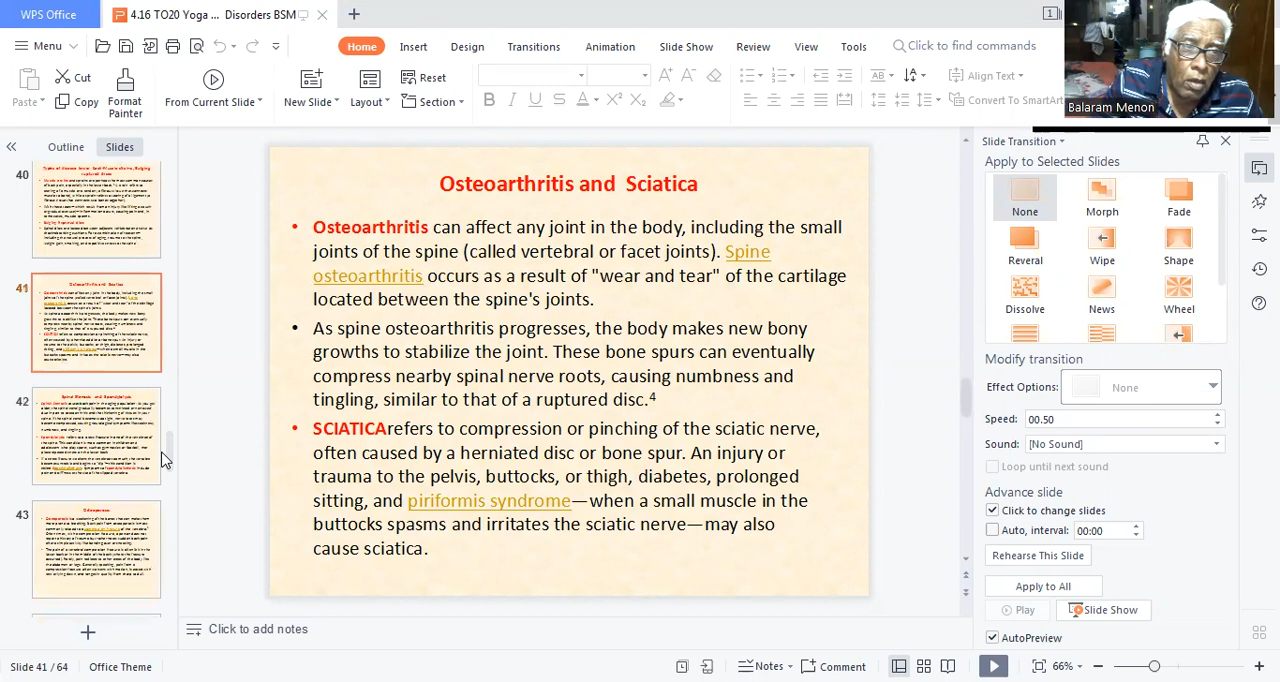 WPS Office
4.16 TO20 Yoga ... Disorders BSM
1
Menu
Home
Insert
Design
Transitions
Animation
Slide Show
Review
View
Tools
Click to find commands
Paste
Cut
Copy
Format Painter
From Current Slide
New Slide
Layout
Reset
Section
Align Text
Convert To SmartArt
Balaram Menon
Outline
Slides
40
41
42
43
Osteoarthritis and Sciatica
• Osteoarthritis can affect any joint in the body, including the small
joints of the spine (called vertebral or facet joints). Spine
osteoarthritis occurs as a result of "wear and tear" of the cartilage
located between the spine's joints.
• As spine osteoarthritis progresses, the body makes new bony
growths to stabilize the joint. These bone spurs can eventually
compress nearby spinal nerve roots, causing numbness and
tingling, similar to that of a ruptured disc.⁴
• SCIATICArefers to compression or pinching of the sciatic nerve,
often caused by a herniated disc or bone spur. An injury or
trauma to the pelvis, buttocks, or thigh, diabetes, prolonged
sitting, and piriformis syndrome—when a small muscle in the
buttocks spasms and irritates the sciatic nerve—may also
cause sciatica.
Click to add notes
Slide Transition
Apply to Selected Slides
None
Morph
Fade
Reveral
Wipe
Shape
Dissolve
News
Wheel
Modify transition
Effect Options:
None
Speed:
00.50
Sound:
[No Sound]
Loop until next sound
Advance slide
Click to change slides
Auto, interval:
00:00
Rehearse This Slide
Apply to All
Play
Slide Show
AutoPreview
Slide 41 / 64
Office Theme
Notes
Comment
66%